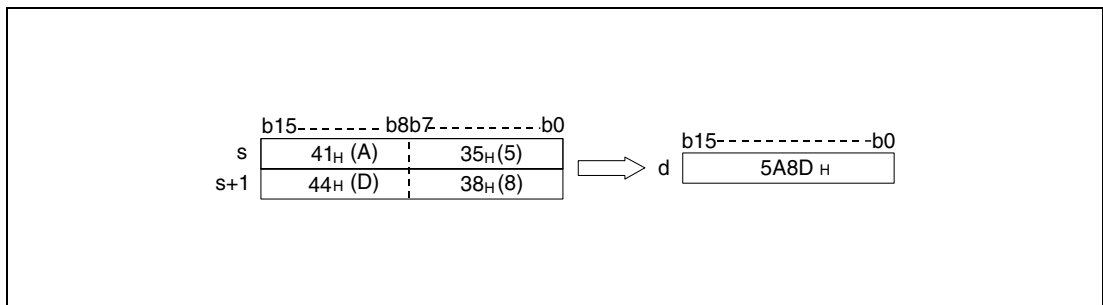 b15------- b8b7--------b0
s 41H (A) 35H (5)
s+1 44H (D) 38H (8)
b15------------b0
d 5A8D H